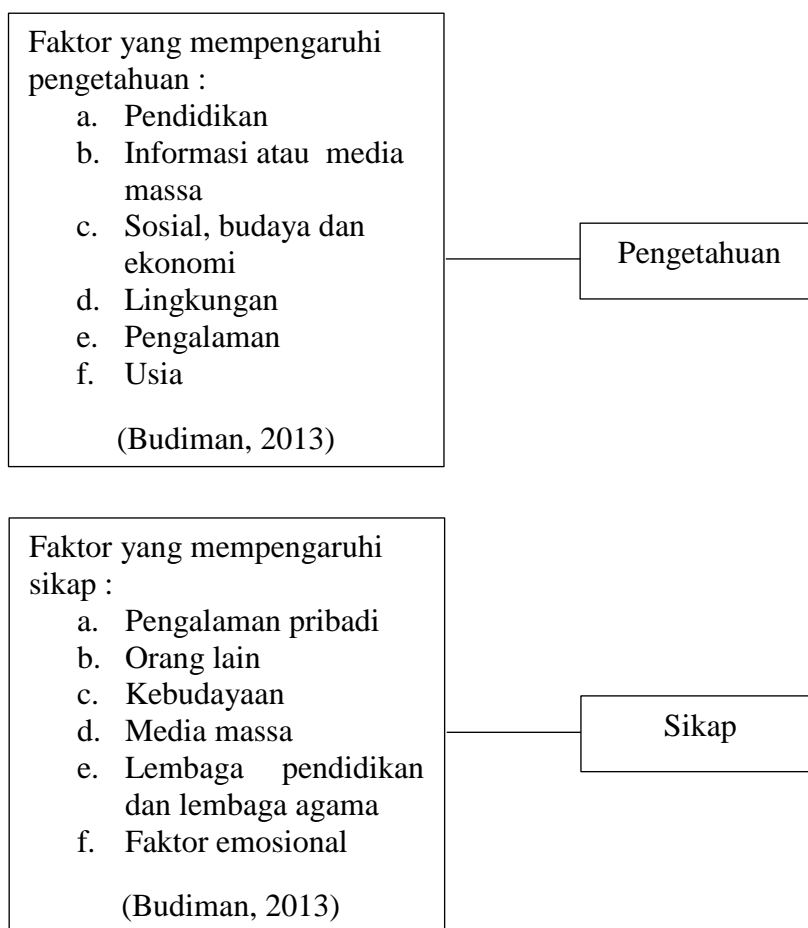 Faktor yang mempengaruhi
pengetahuan :
a. Pendidikan
b. Informasi atau media
massa
c. Sosial, budaya dan
ekonomi
d. Lingkungan
e. Pengalaman
f. Usia
(Budiman, 2013)
Pengetahuan
Faktor yang mempengaruhi
sikap :
a. Pengalaman pribadi
b. Orang lain
c. Kebudayaan
d. Media massa
e. Lembaga pendidikan
dan lembaga agama
f. Faktor emosional
(Budiman, 2013)
Sikap